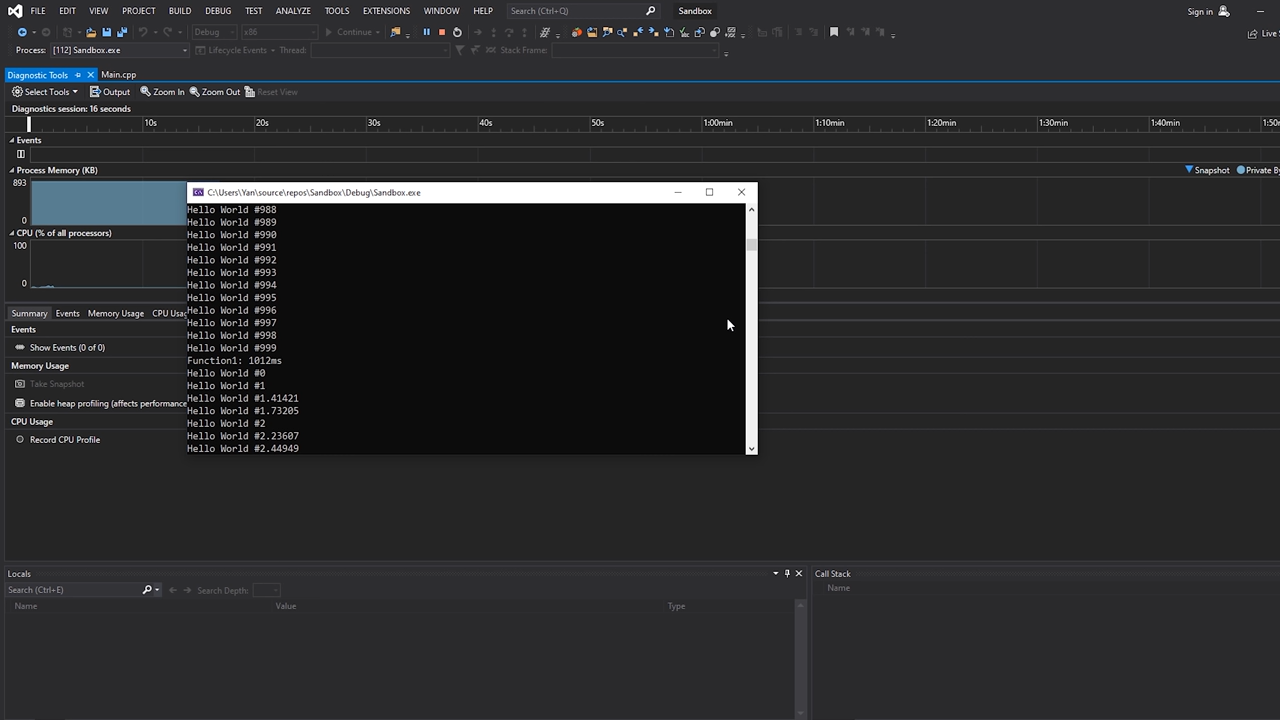 FILE EDIT VIEW PROJECT BUILD DEBUG TEST ANALYZE TOOLS EXTENSIONS WINDOW HELP Search (Ctrl+Q) Sandbox Sign in
Debug x86 Continue
Live
Process: [112] Sandbox.exe Lifecycle Events Thread: Stack Frame:
Diagnostic Tools Main.cpp
Select Tools Output Zoom In Zoom Out Reset View
Diagnostics session: 16 seconds
10s 20s 30s 40s 50s 1:00min 1:10min 1:20min 1:30min 1:40min 1:50
Events
Process Memory (KB) Snapshot Private By
893
0
CPU (% of all processors)
100
0
Summary Events Memory Usage CPU Usag
Events
Show Events (0 of 0)
Memory Usage
Take Snapshot
Enable heap profiling (affects performance
CPU Usage
Record CPU Profile
C:\Users\Yan\source\repos\Sandbox\Debug\Sandbox.exe
Hello World #988
Hello World #989
Hello World #990
Hello World #991
Hello World #992
Hello World #993
Hello World #994
Hello World #995
Hello World #996
Hello World #997
Hello World #998
Hello World #999
Function1: 1012ms
Hello World #0
Hello World #1
Hello World #1.41421
Hello World #1.73205
Hello World #2
Hello World #2.23607
Hello World #2.44949
Locals
Search (Ctrl+E) Search Depth:
Name Value Type
Call Stack
Name